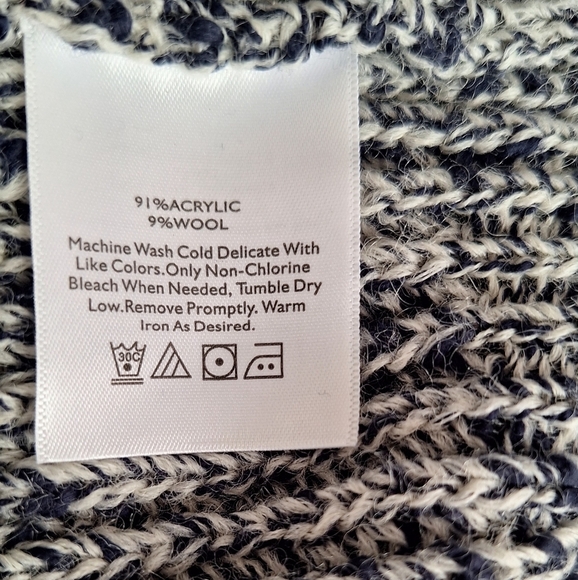 91%ACRYLIC
9%WOOL
Machine Wash Cold Delicate With
Like Colors.Only Non-Chlorine
Bleach When Needed, Tumble Dry
Low.Remove Promptly. Warm
Iron As Desired.
30C